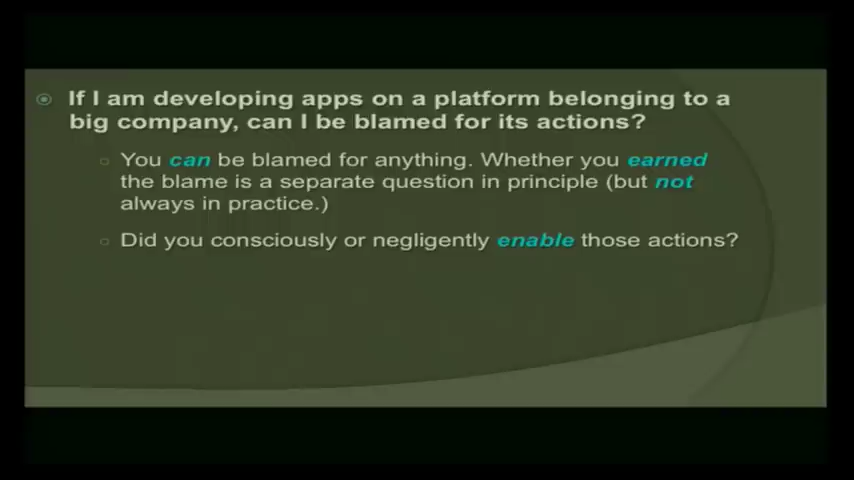 If I am developing apps on a platform belonging to a
big company, can I be blamed for its actions?
You can be blamed for anything. Whether you earned
the blame is a separate question in principle (but not
always in practice.)
Did you consciously or negligently enable those actions?